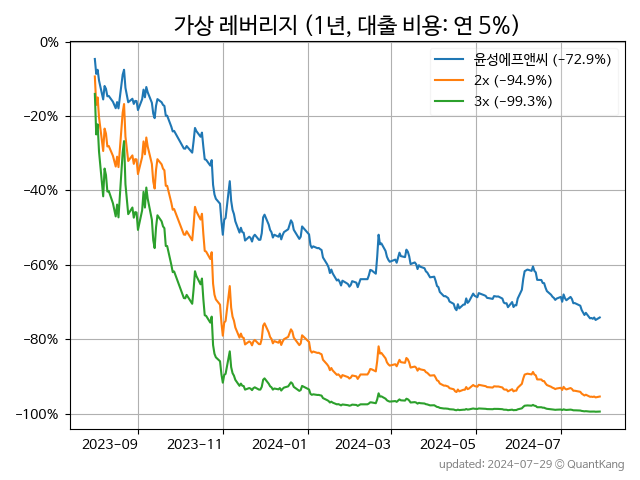 가상 레버리지 (1년, 대출 비용: 연 5%)
0%
−20%
−40%
−60%
−80%
−100%
윤성에프앤씨 (−72.9%)
2x (−94.9%)
3x (−99.3%)
2023-09 2023-11 2024-01 2024-03 2024-05 2024-07
updated: 2024-07-29 © QuantKang